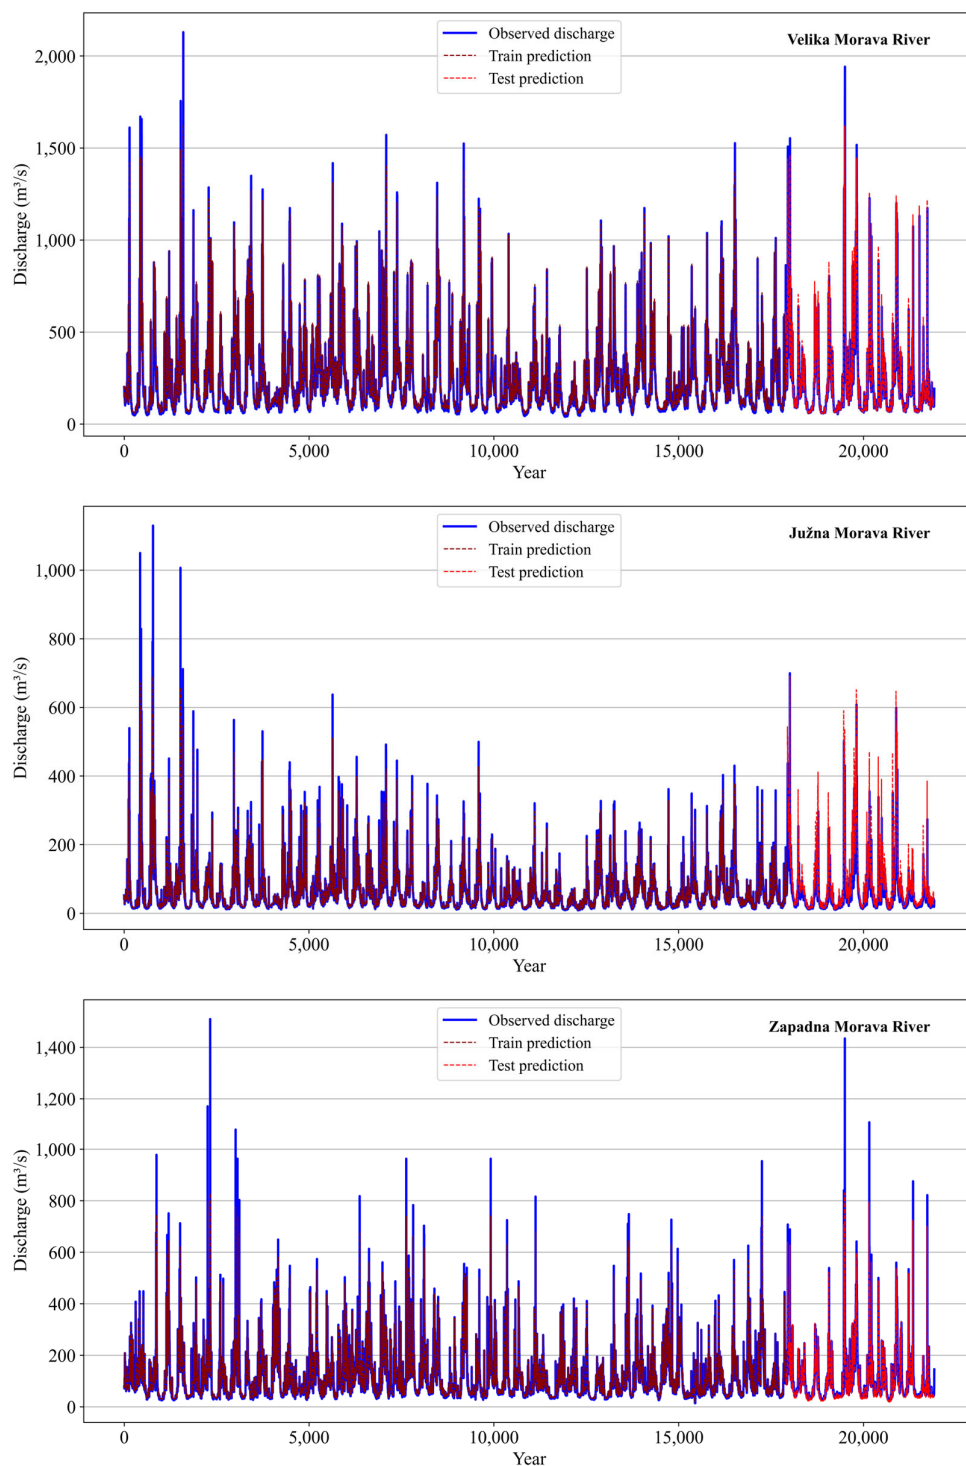 Observed discharge
Train prediction
Test prediction
Velika Morava River
Discharge (m³/s)
2,000
1,500
1,000
500
0
0 5,000 10,000 15,000 20,000
Year
Observed discharge
Train prediction
Test prediction
Južna Morava River
Discharge (m³/s)
1,000
800
600
400
200
0
0 5,000 10,000 15,000 20,000
Year
Observed discharge
Train prediction
Test prediction
Zapadna Morava River
Discharge (m³/s)
1,400
1,200
1,000
800
600
400
200
0
0 5,000 10,000 15,000 20,000
Year